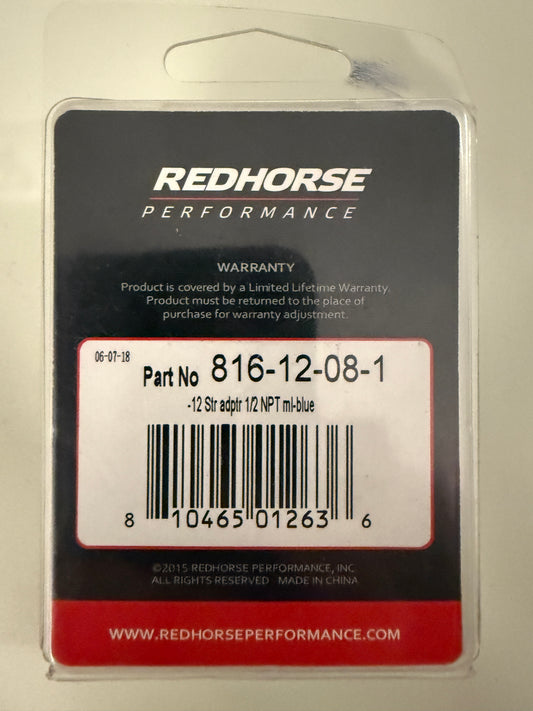 REDHORSE
PERFORMANCE
WARRANTY
Product is covered by a Limited Lifetime Warranty.
Product must be returned to the place of
purchase for warranty adjustment.
06-07-18
Part No 816-12-08-1
-12 Str adptr 1/2 NPT ml-blue
8 10465 01263 6
©2015 REDHORSE PERFORMANCE, INC
ALL RIGHTS RESERVED MADE IN CHINA
WWW.REDHORSEPERFORMANCE.COM